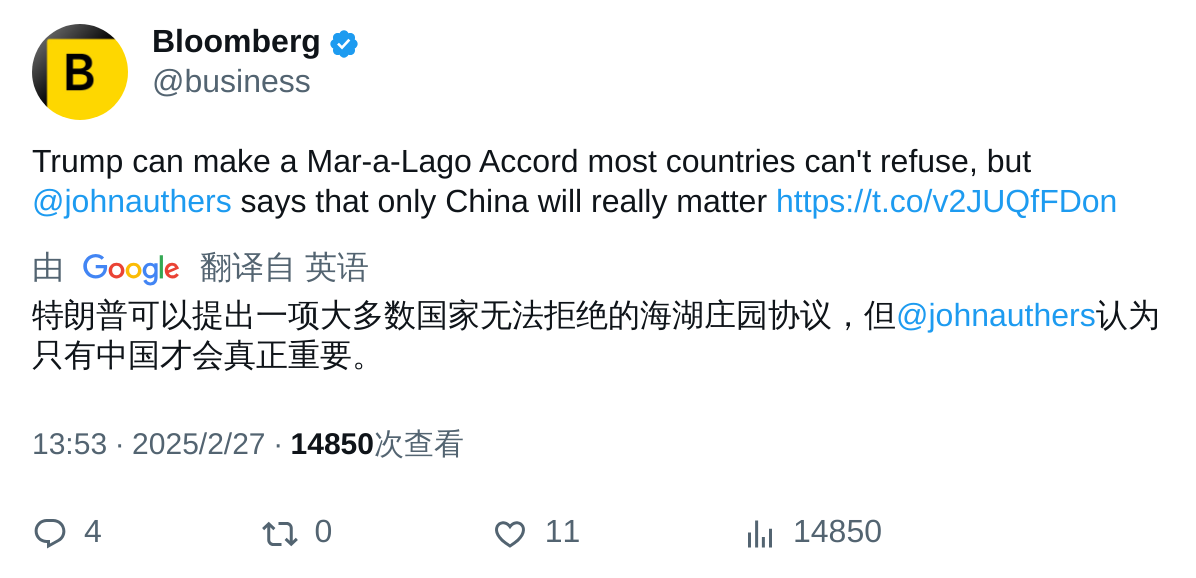 B
Bloomberg
@business
Trump can make a Mar-a-Lago Accord most countries can't refuse, but
@johnauthers says that only China will really matter https://t.co/v2JUQfFDon
由 Google 翻译自 英语
特朗普可以提出一项大多数国家无法拒绝的海湖庄园协议，但@johnauthers认为
只有中国才会真正重要。
13:53 · 2025/2/27 · 14850次查看
4 0 11 14850